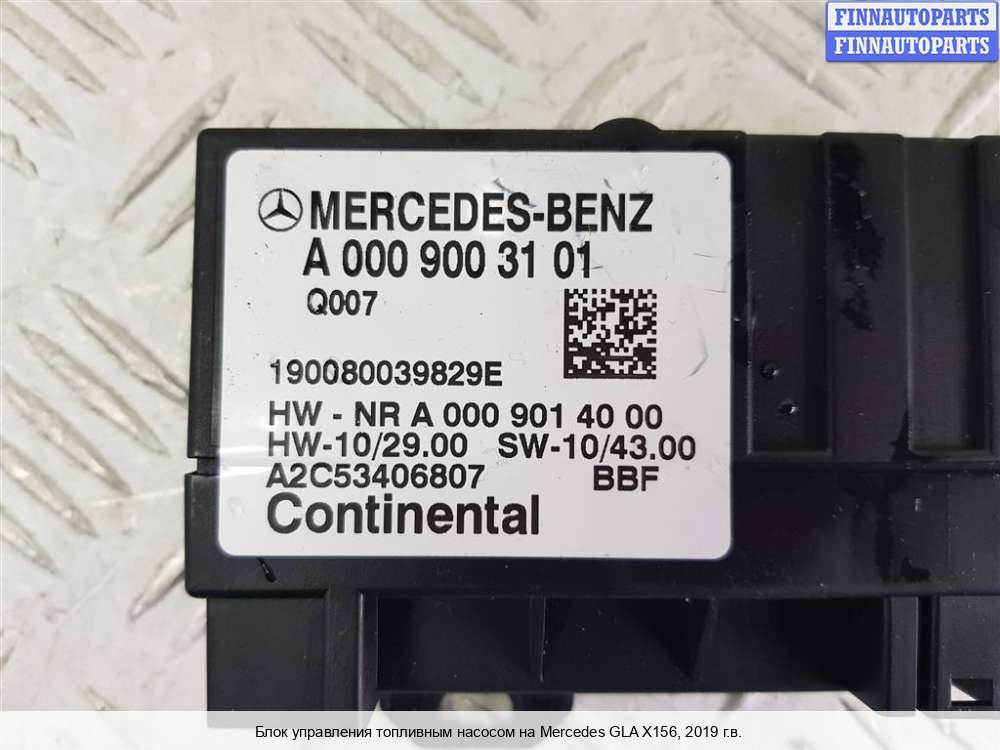 FINNAUTOPARTS
FINNAUTOPARTS
MERCEDES-BENZ
A 000 900 31 01
Q007
190080039829E
HW - NR A 000 901 40 00
HW-10/29.00 SW-10/43.00
A2C53406807 BBF
Continental
Блок управления топливным насосом на Mercedes GLA X156, 2019 г.в.